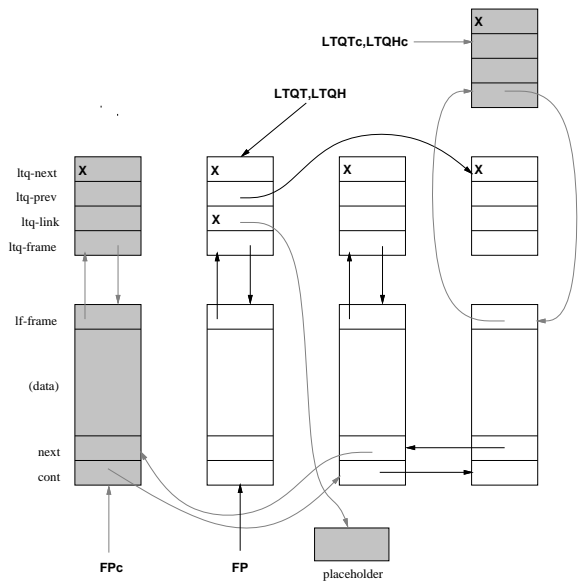 X
LTQTc,LTQHc
LTQT,LTQH
ltq-next X X X X
ltq-prev
ltq-link X
ltq-frame
lf-frame
(data)
next
cont
FPc FP
placeholder